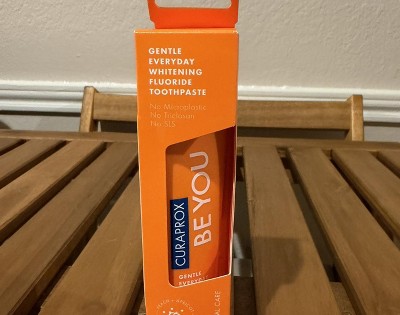 GENTLE
EVERYDAY
WHITENING
FLUORIDE
TOOTHPASTE
No Microplastic
No Triclosan
No SLS
CURAPROX
BE YOU
GENTLE